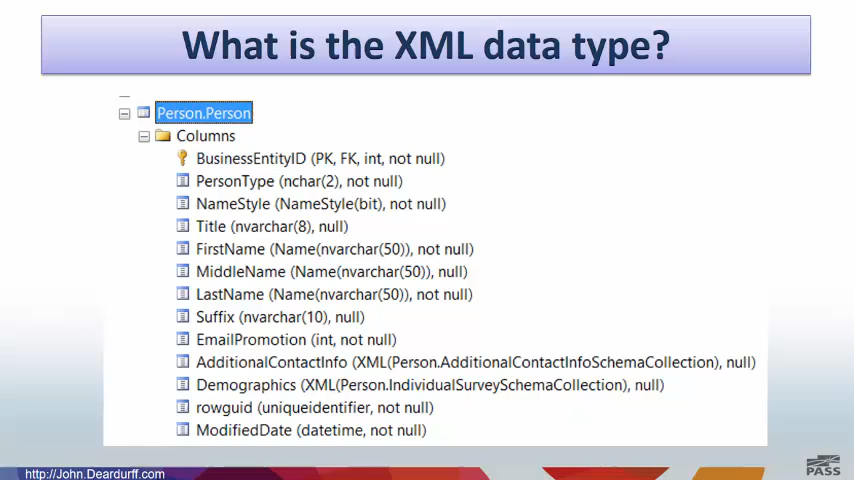 What is the XML data type?
Person.Person
Columns
BusinessEntityID (PK, FK, int, not null)
PersonType (nchar(2), not null)
NameStyle (NameStyle(bit), not null)
Title (nvarchar(8), null)
FirstName (Name(nvarchar(50)), not null)
MiddleName (Name(nvarchar(50)), null)
LastName (Name(nvarchar(50)), not null)
Suffix (nvarchar(10), null)
EmailPromotion (int, not null)
AdditionalContactInfo (XML(Person.AdditionalContactInfoSchemaCollection), null)
Demographics (XML(Person.IndividualSurveySchemaCollection), null)
rowguid (uniqueidentifier, not null)
ModifiedDate (datetime, not null)
http://John.Deardurff.com
PASS